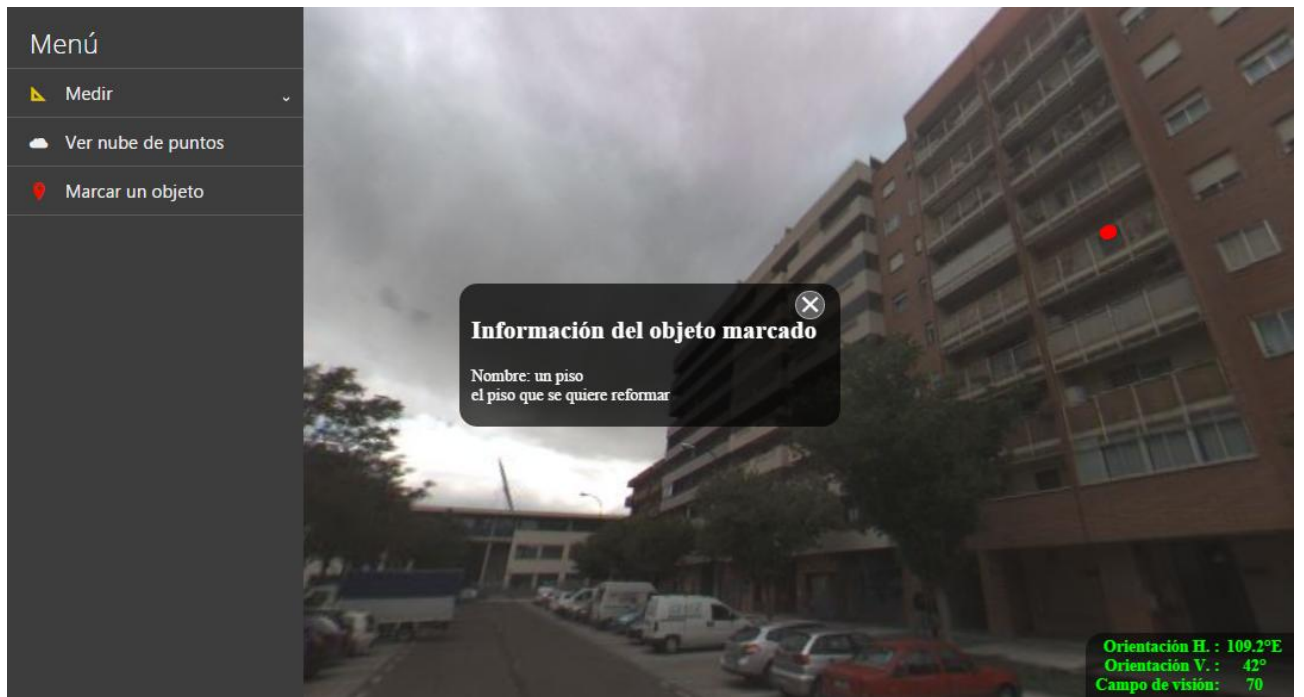 Menú
Medir
Ver nube de puntos
Marcar un objeto
Información del objeto marcado
Nombre: un piso
el piso que se quiere reformar
Orientación H. : 109.2°E
Orientación V. : 42°
Campo de visión: 70